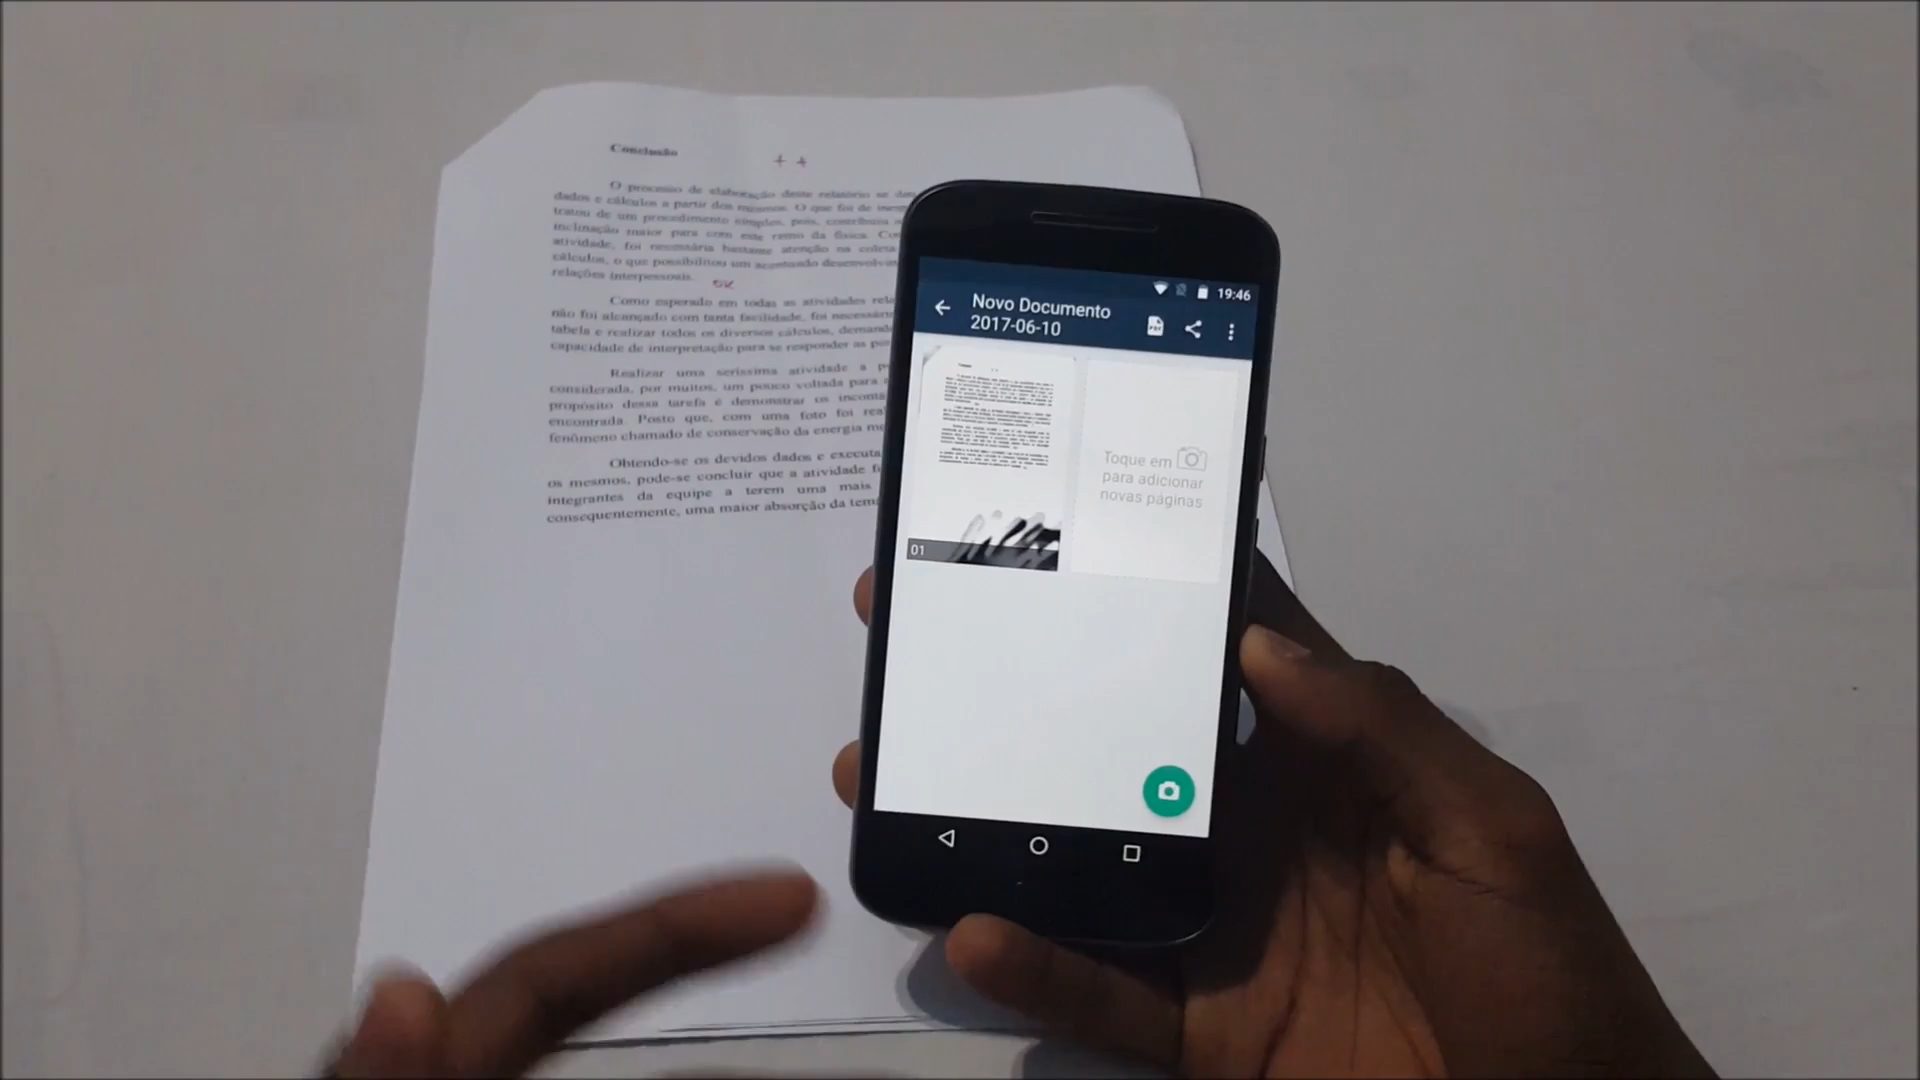 Conclusão
+ +
O processo de elaboração deste relatório se deu
dados e cálculos a partir dos mesmos. O que foi de
tratou de um procedimento simples, pois, contribuiu
inclinação maior para com este ramo da física.
atividade, foi necessária bastante atenção na coleta
cálculos, o que possibilitou um acentuado
relações interpessoais.
OK
Como esperado em todas as atividades
não foi alcançado com tanta facilidade, foi
tabela e realizar todos os diversos cálculos,
capacidade de interpretação para se responder as
Realizar uma seríssima atividade a
considerada, por muitos, um pouco voltada para
propósito dessa tarefa é demonstrar os
encontrada. Posto que, com uma foto foi
fenômeno chamado de conservação da energia
Obtendo-se os devidos dados e
os mesmos, pode-se concluir que a atividade
integrantes da equipe a terem uma mais
consequentemente, uma maior absorção da
19:46
Novo Documento
2017-06-10
PDF
Toque em
para adicionar
novas páginas
01